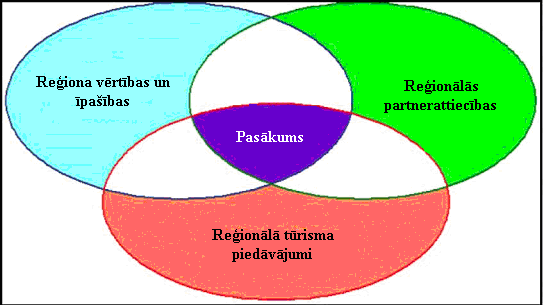 Reģiona vērtības un
īpašības
Reģionālās
partnerattiecības
Pasākums
Reģionālā tūrisma
piedāvājumi